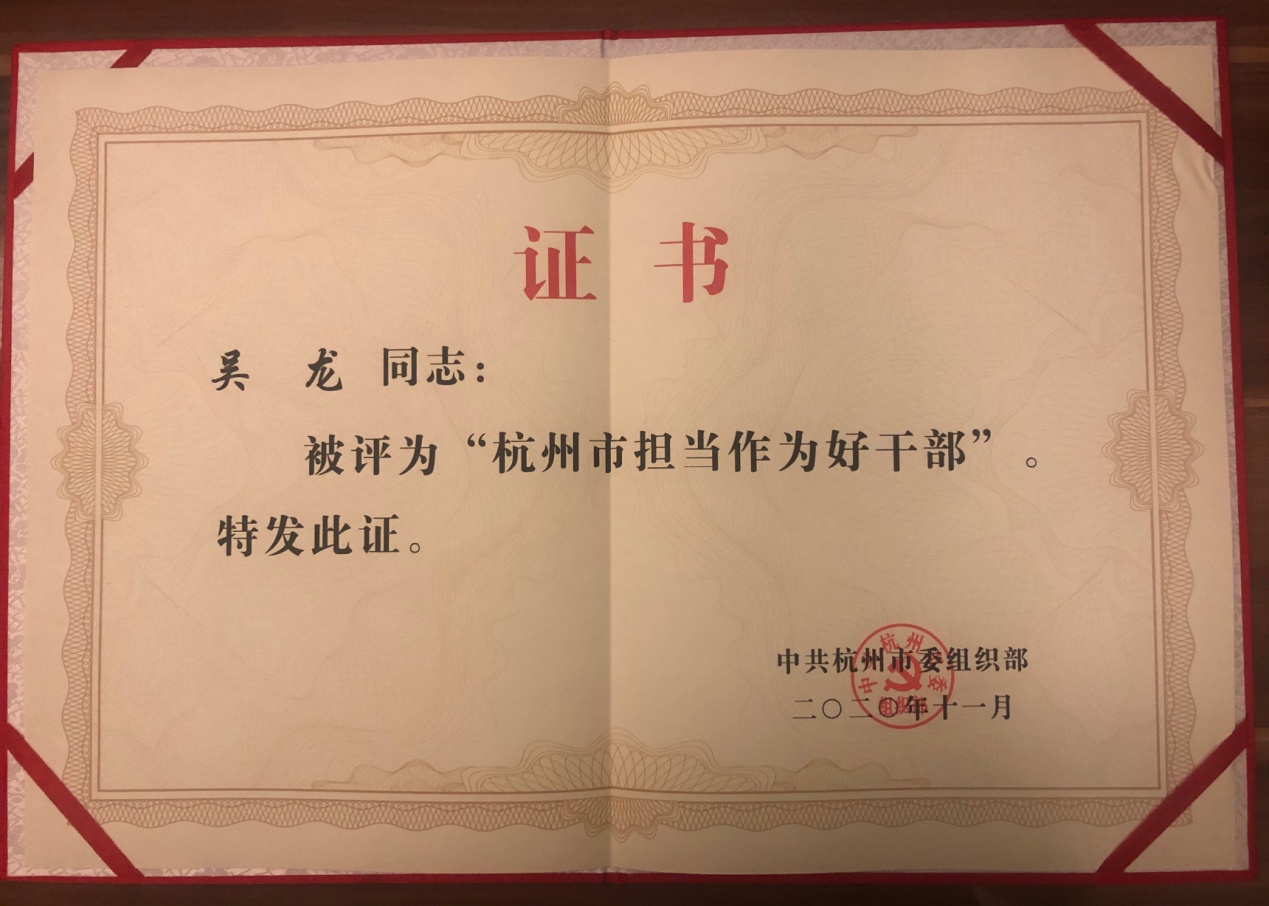 证书
吴 龙 同志：
被评为“杭州市担当作为好干部”。
特发此证。
中共杭州市委组织部
二〇二〇年十一月